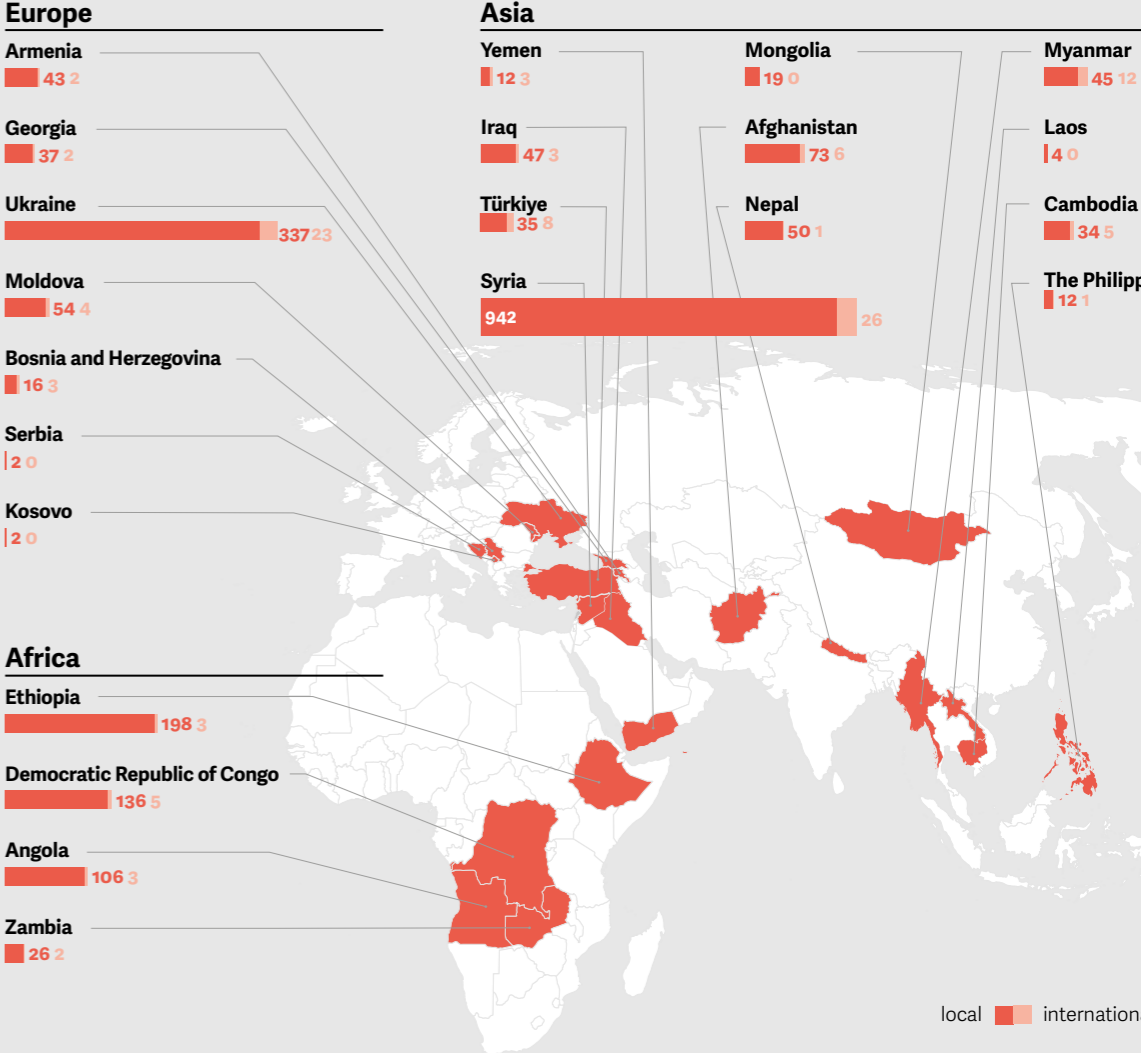 Europe
Armenia
43 2
Georgia
37 2
Ukraine
337 23
Moldova
54 4
Bosnia and Herzegovina
16 3
Serbia
2 0
Kosovo
2 0
Africa
Ethiopia
198 3
Democratic Republic of Congo
136 5
Angola
106 3
Zambia
26 2
Asia
Yemen
12 3
Iraq
47 3
Türkiye
35 8
Syria
942 26
Mongolia
19 0
Afghanistan
73 6
Nepal
50 1
Myanmar
45 12
Laos
4 0
Cambodia
34 5
The Philipp
12 1
local internationa